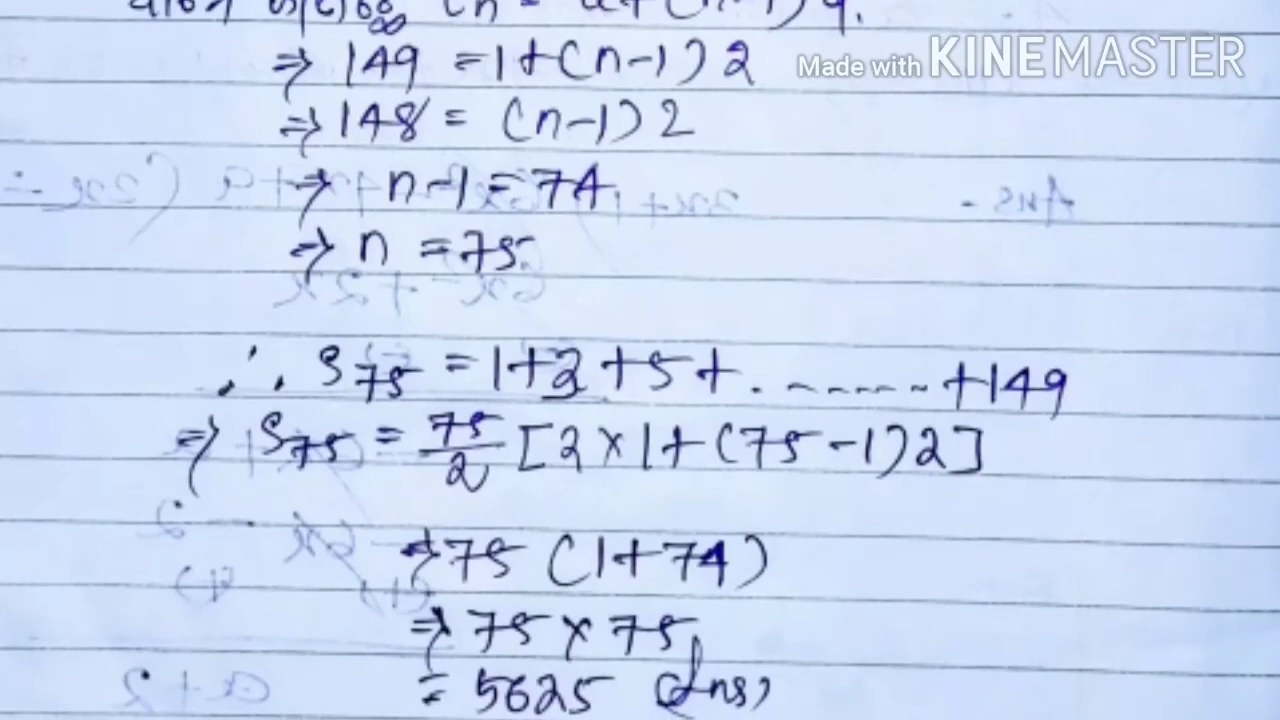 ⇒ 149 = 1+(n-1)2
Made with KINEMASTER
⇒ 148 = (n-1)2
⇒ n-1 = 74
⇒ n = 75
∴ S75 = 1+3+5+.......+149
⇒ S75 = 75/2 [2×1+(75-1)2]
⇒ 75 (1+74)
⇒ 75 × 75
= 5625 (Ans)